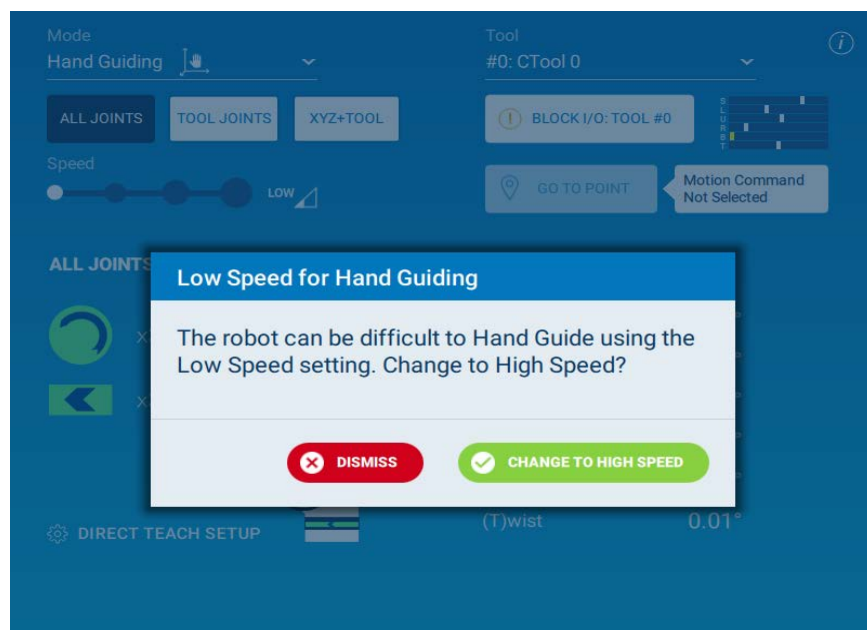 Mode
Hand Guiding
Tool
#0: CTool 0
i
ALL JOINTS
TOOL JOINTS
XYZ+TOOL
! BLOCK I/O: TOOL #0
S
L
U
R
B
T
Speed
LOW
GO TO POINT
Motion Command
Not Selected
ALL JOINTS
Low Speed for Hand Guiding
The robot can be difficult to Hand Guide using the
Low Speed setting. Change to High Speed?
X
X
DISMISS
CHANGE TO HIGH SPEED
DIRECT TEACH SETUP
(T)wist
0.01°